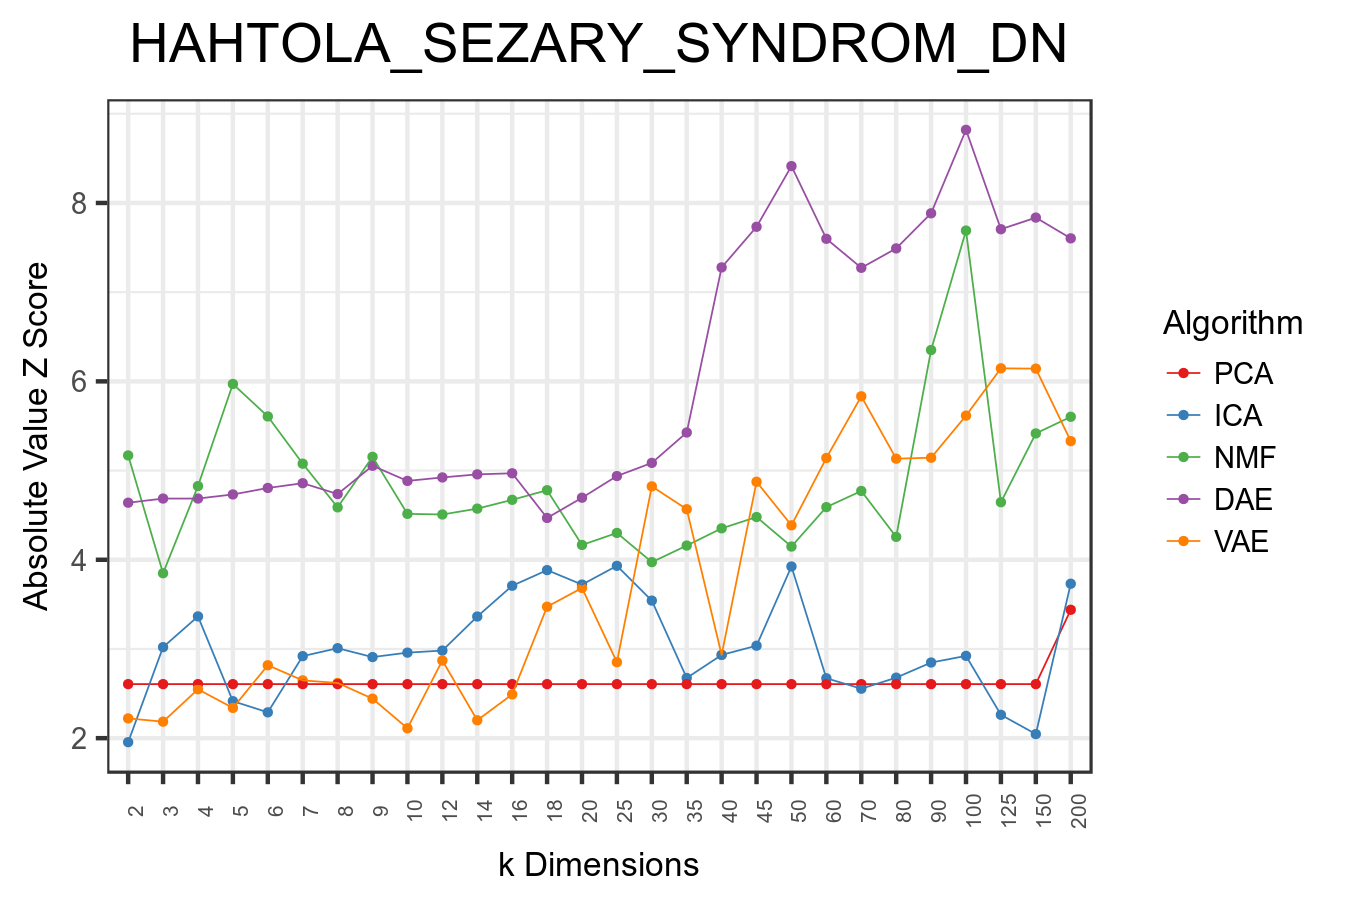 HAHTOLA_SEZARY_SYNDROM_DN
Absolute Value Z Score
8
6
4
2
2 3 4 5 6 7 8 9 10 12 14 16 18 20 25 30 35 40 45 50 60 70 80 90 100 125 150 200
k Dimensions
Algorithm
PCA
ICA
NMF
DAE
VAE